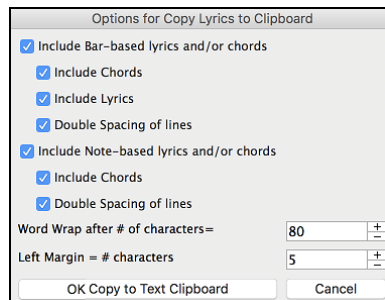 Options for Copy Lyrics to Clipboard
Include Bar-based lyrics and/or chords
Include Chords
Include Lyrics
Double Spacing of lines
Include Note-based lyrics and/or chords
Include Chords
Double Spacing of lines
Word Wrap after # of characters= 80 + −
Left Margin = # characters 5 + −
OK Copy to Text Clipboard Cancel